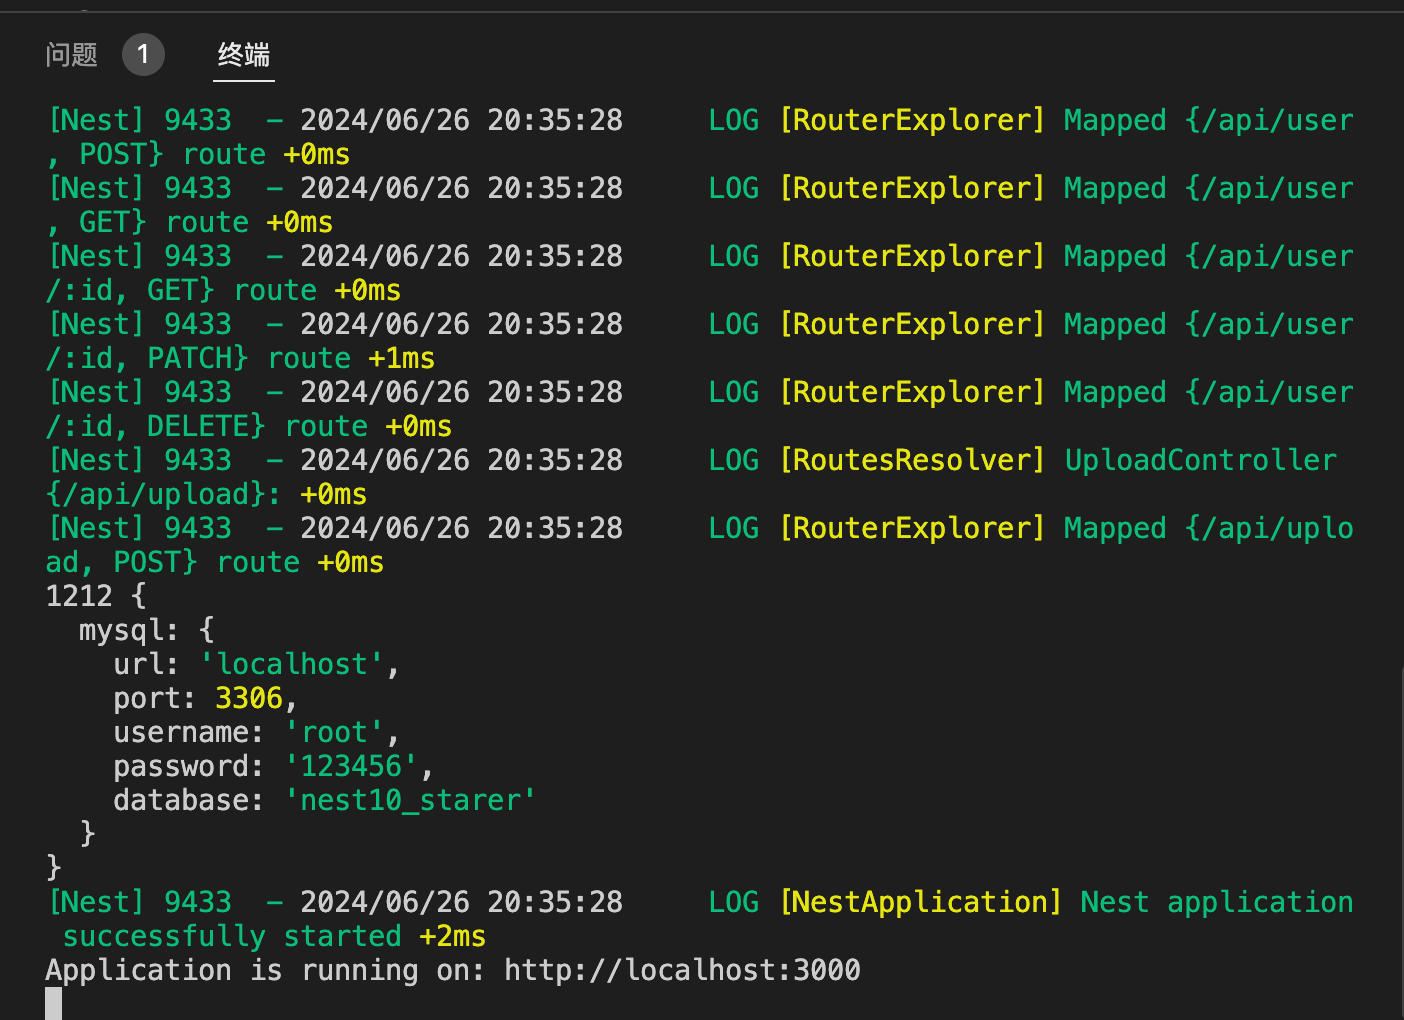 问题 1 终端
[Nest] 9433  - 2024/06/26 20:35:28     LOG [RouterExplorer] Mapped {/api/user
, POST} route +0ms
[Nest] 9433  - 2024/06/26 20:35:28     LOG [RouterExplorer] Mapped {/api/user
, GET} route +0ms
[Nest] 9433  - 2024/06/26 20:35:28     LOG [RouterExplorer] Mapped {/api/user
/:id, GET} route +0ms
[Nest] 9433  - 2024/06/26 20:35:28     LOG [RouterExplorer] Mapped {/api/user
/:id, PATCH} route +1ms
[Nest] 9433  - 2024/06/26 20:35:28     LOG [RouterExplorer] Mapped {/api/user
/:id, DELETE} route +0ms
[Nest] 9433  - 2024/06/26 20:35:28     LOG [RoutesResolver] UploadController
{/api/upload}: +0ms
[Nest] 9433  - 2024/06/26 20:35:28     LOG [RouterExplorer] Mapped {/api/uplo
ad, POST} route +0ms
1212 {
  mysql: {
    url: 'localhost',
    port: 3306,
    username: 'root',
    password: '123456',
    database: 'nest10_starer'
  }
}
[Nest] 9433  - 2024/06/26 20:35:28     LOG [NestApplication] Nest application
 successfully started +2ms
Application is running on: http://localhost:3000